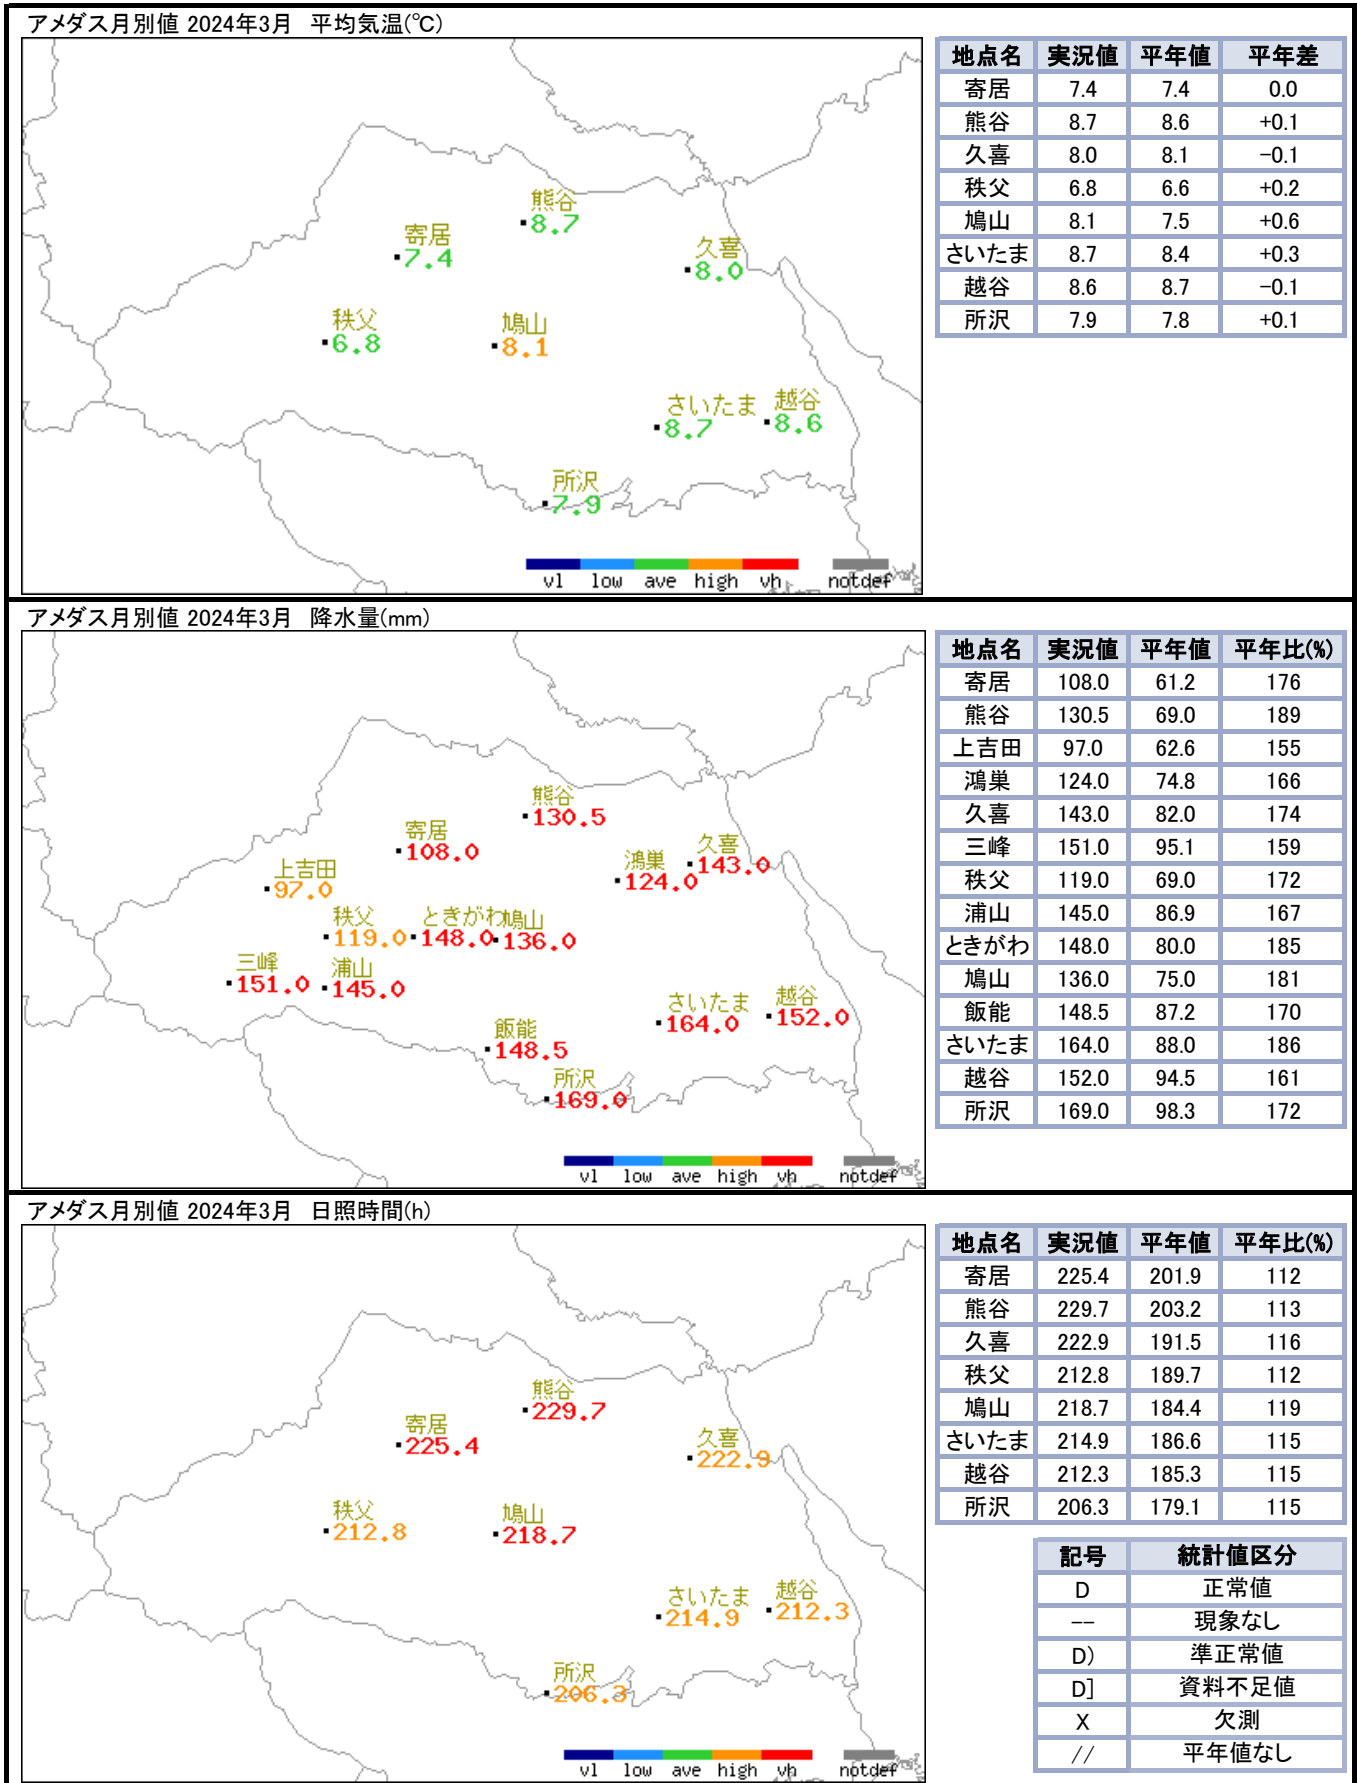 アメダス月別値 2024年3月 平均気温(℃)
熊谷
8.7
寄居
7.4
久喜
8.0
秩父
6.8
鳩山
8.1
さいたま
8.7
越谷
8.6
所沢
7.9
vl low ave high vh notdef
地点名 実況値 平年値 平年差
寄居 7.4 7.4 0.0
熊谷 8.7 8.6 +0.1
久喜 8.0 8.1 -0.1
秩父 6.8 6.6 +0.2
鳩山 8.1 7.5 +0.6
さいたま 8.7 8.4 +0.3
越谷 8.6 8.7 -0.1
所沢 7.9 7.8 +0.1
アメダス月別値 2024年3月 降水量(mm)
熊谷
130.5
寄居
108.0
久喜
143.0
鴻巣
124.0
上吉田
97.0
秩父
119.0
ときがわ
148.0
鳩山
136.0
三峰
151.0
浦山
145.0
さいたま
164.0
越谷
152.0
飯能
148.5
所沢
169.0
vl low ave high vh notdef
地点名 実況値 平年値 平年比(%)
寄居 108.0 61.2 176
熊谷 130.5 69.0 189
上吉田 97.0 62.6 155
鴻巣 124.0 74.8 166
久喜 143.0 82.0 174
三峰 151.0 95.1 159
秩父 119.0 69.0 172
浦山 145.0 86.9 167
ときがわ 148.0 80.0 185
鳩山 136.0 75.0 181
飯能 148.5 87.2 170
さいたま 164.0 88.0 186
越谷 152.0 94.5 161
所沢 169.0 98.3 172
アメダス月別値 2024年3月 日照時間(h)
熊谷
229.7
寄居
225.4
久喜
222.9
秩父
212.8
鳩山
218.7
さいたま
214.9
越谷
212.3
所沢
206.3
vl low ave high vh notdef
地点名 実況値 平年値 平年比(%)
寄居 225.4 201.9 112
熊谷 229.7 203.2 113
久喜 222.9 191.5 116
秩父 212.8 189.7 112
鳩山 218.7 184.4 119
さいたま 214.9 186.6 115
越谷 212.3 185.3 115
所沢 206.3 179.1 115
記号 統計値区分
D 正常値
-- 現象なし
D) 準正常値
D] 資料不足値
X 欠測
// 平年値なし